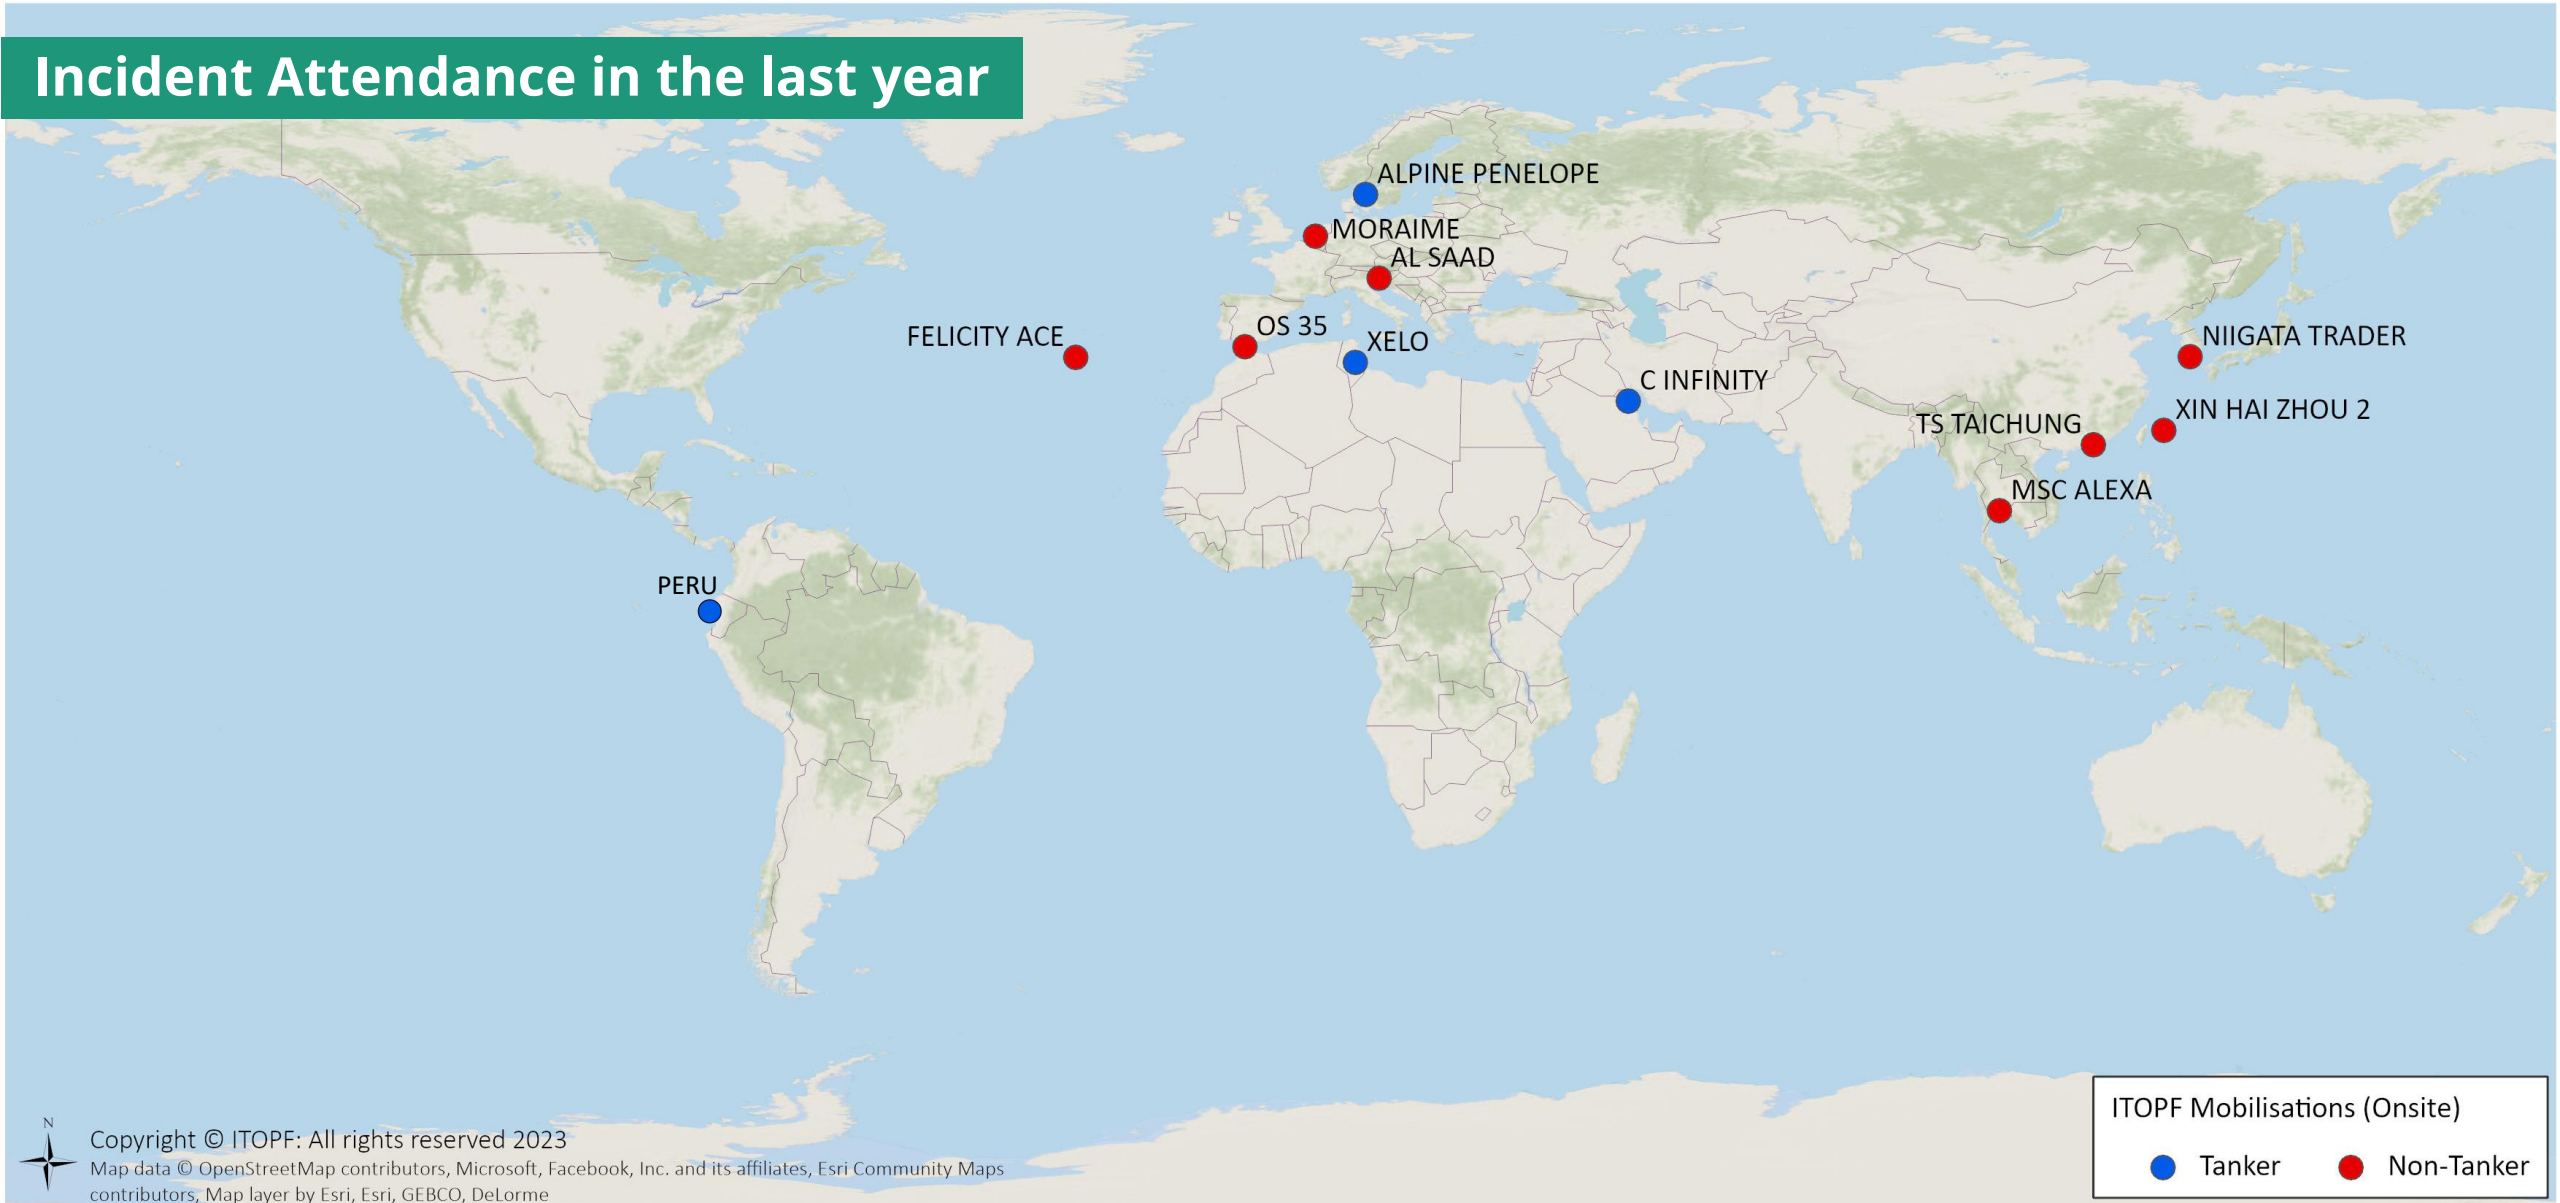 Incident Attendance in the last year
ALPINE PENELOPE
MORAIME
AL SAAD
OS 35
FELICITY ACE
XELO
NIIGATA TRADER
C INFINITY
XIN HAI ZHOU 2
TS TAICHUNG
MSC ALEXA
PERU
ITOPF Mobilisations (Onsite)
Tanker
Non-Tanker
N
Copyright © ITOPF: All rights reserved 2023
Map data © OpenStreetMap contributors, Microsoft, Facebook, Inc. and its affiliates, Esri Community Maps
contributors, Map layer by Esri, Esri, GEBCO, DeLorme